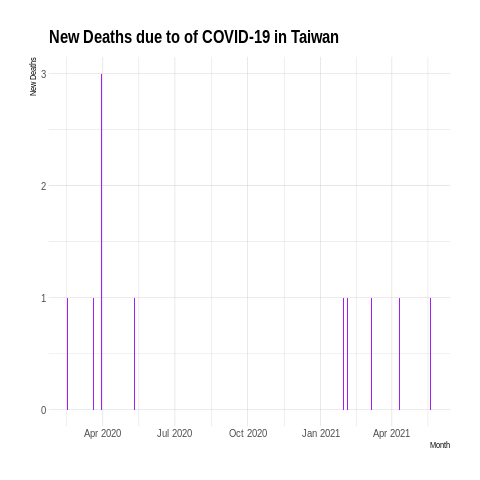 New Deaths due to of COVID-19 in Taiwan
New Deaths
3
2
1
0
Apr 2020
Jul 2020
Oct 2020
Jan 2021
Apr 2021
Month